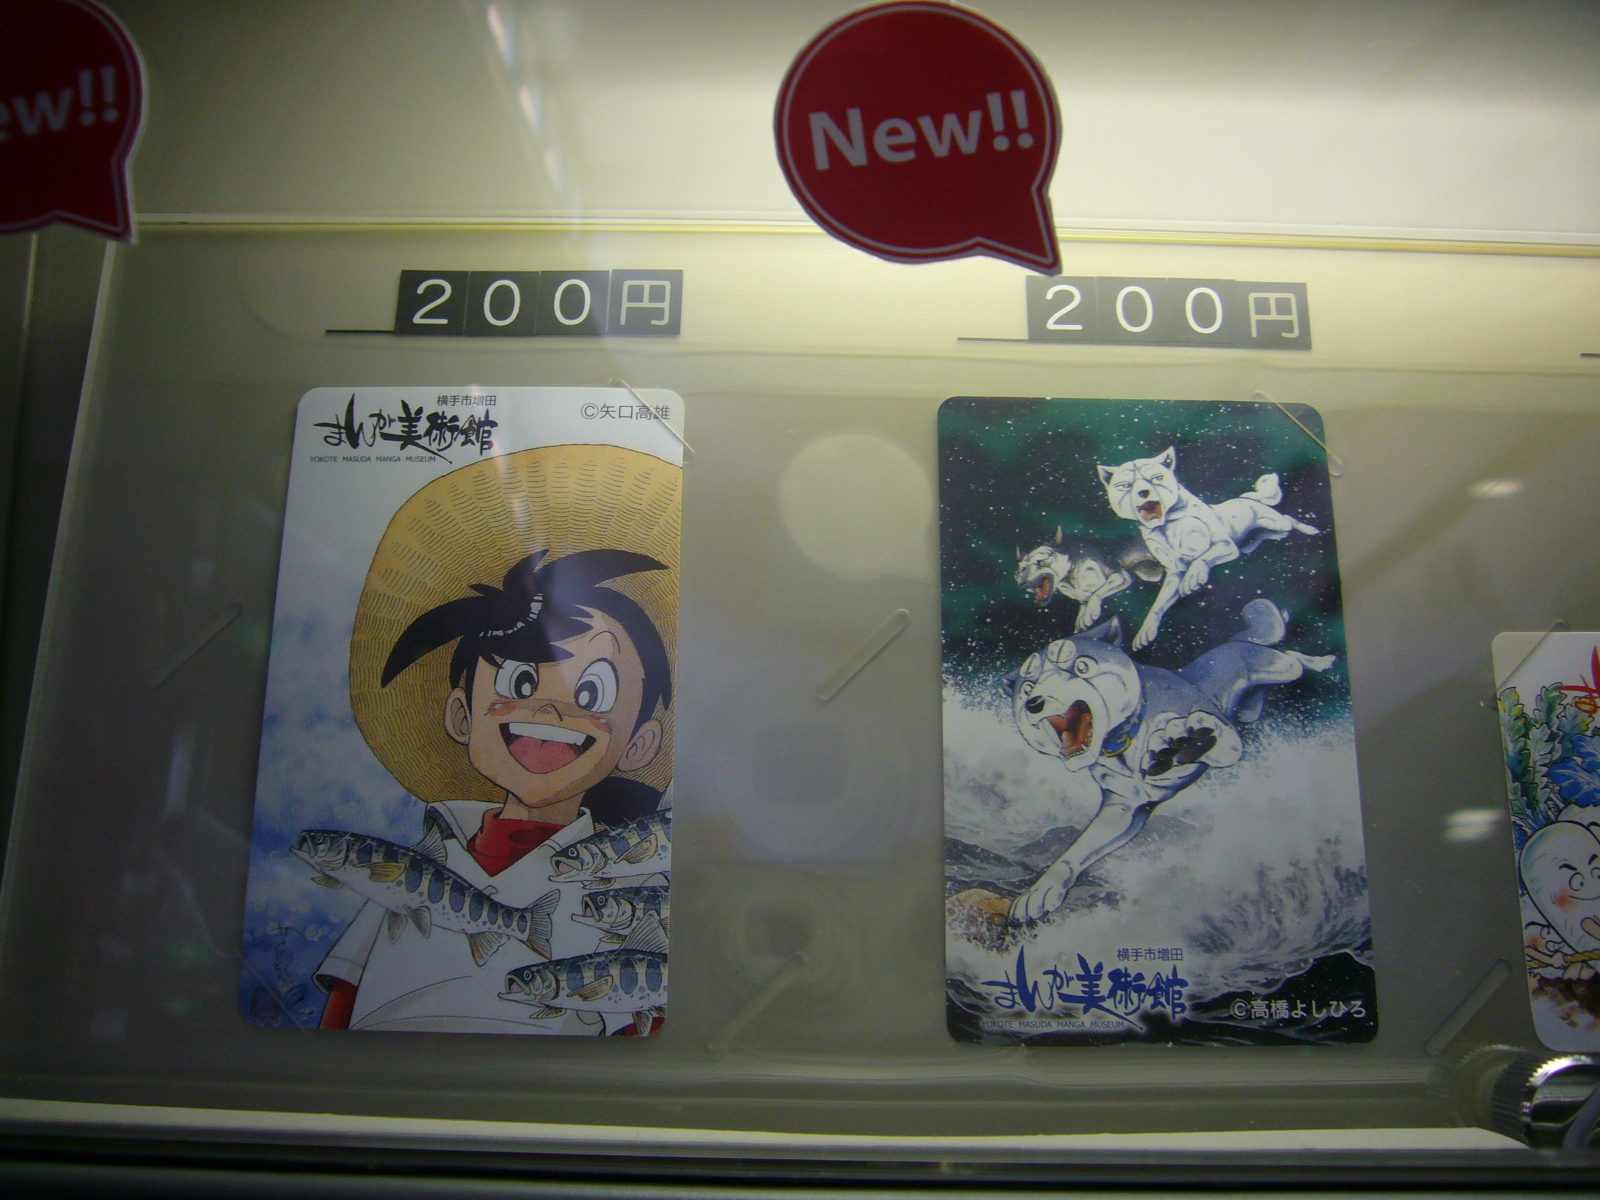 ew!!
New!!
200円
200円
横手市増田
まんが美術館
YOKOTE MASUDA MANGA MUSEUM
©矢口高雄
横手市増田
まんが美術館
YOKOTE MASUDA MANGA MUSEUM
©高橋よしひろ